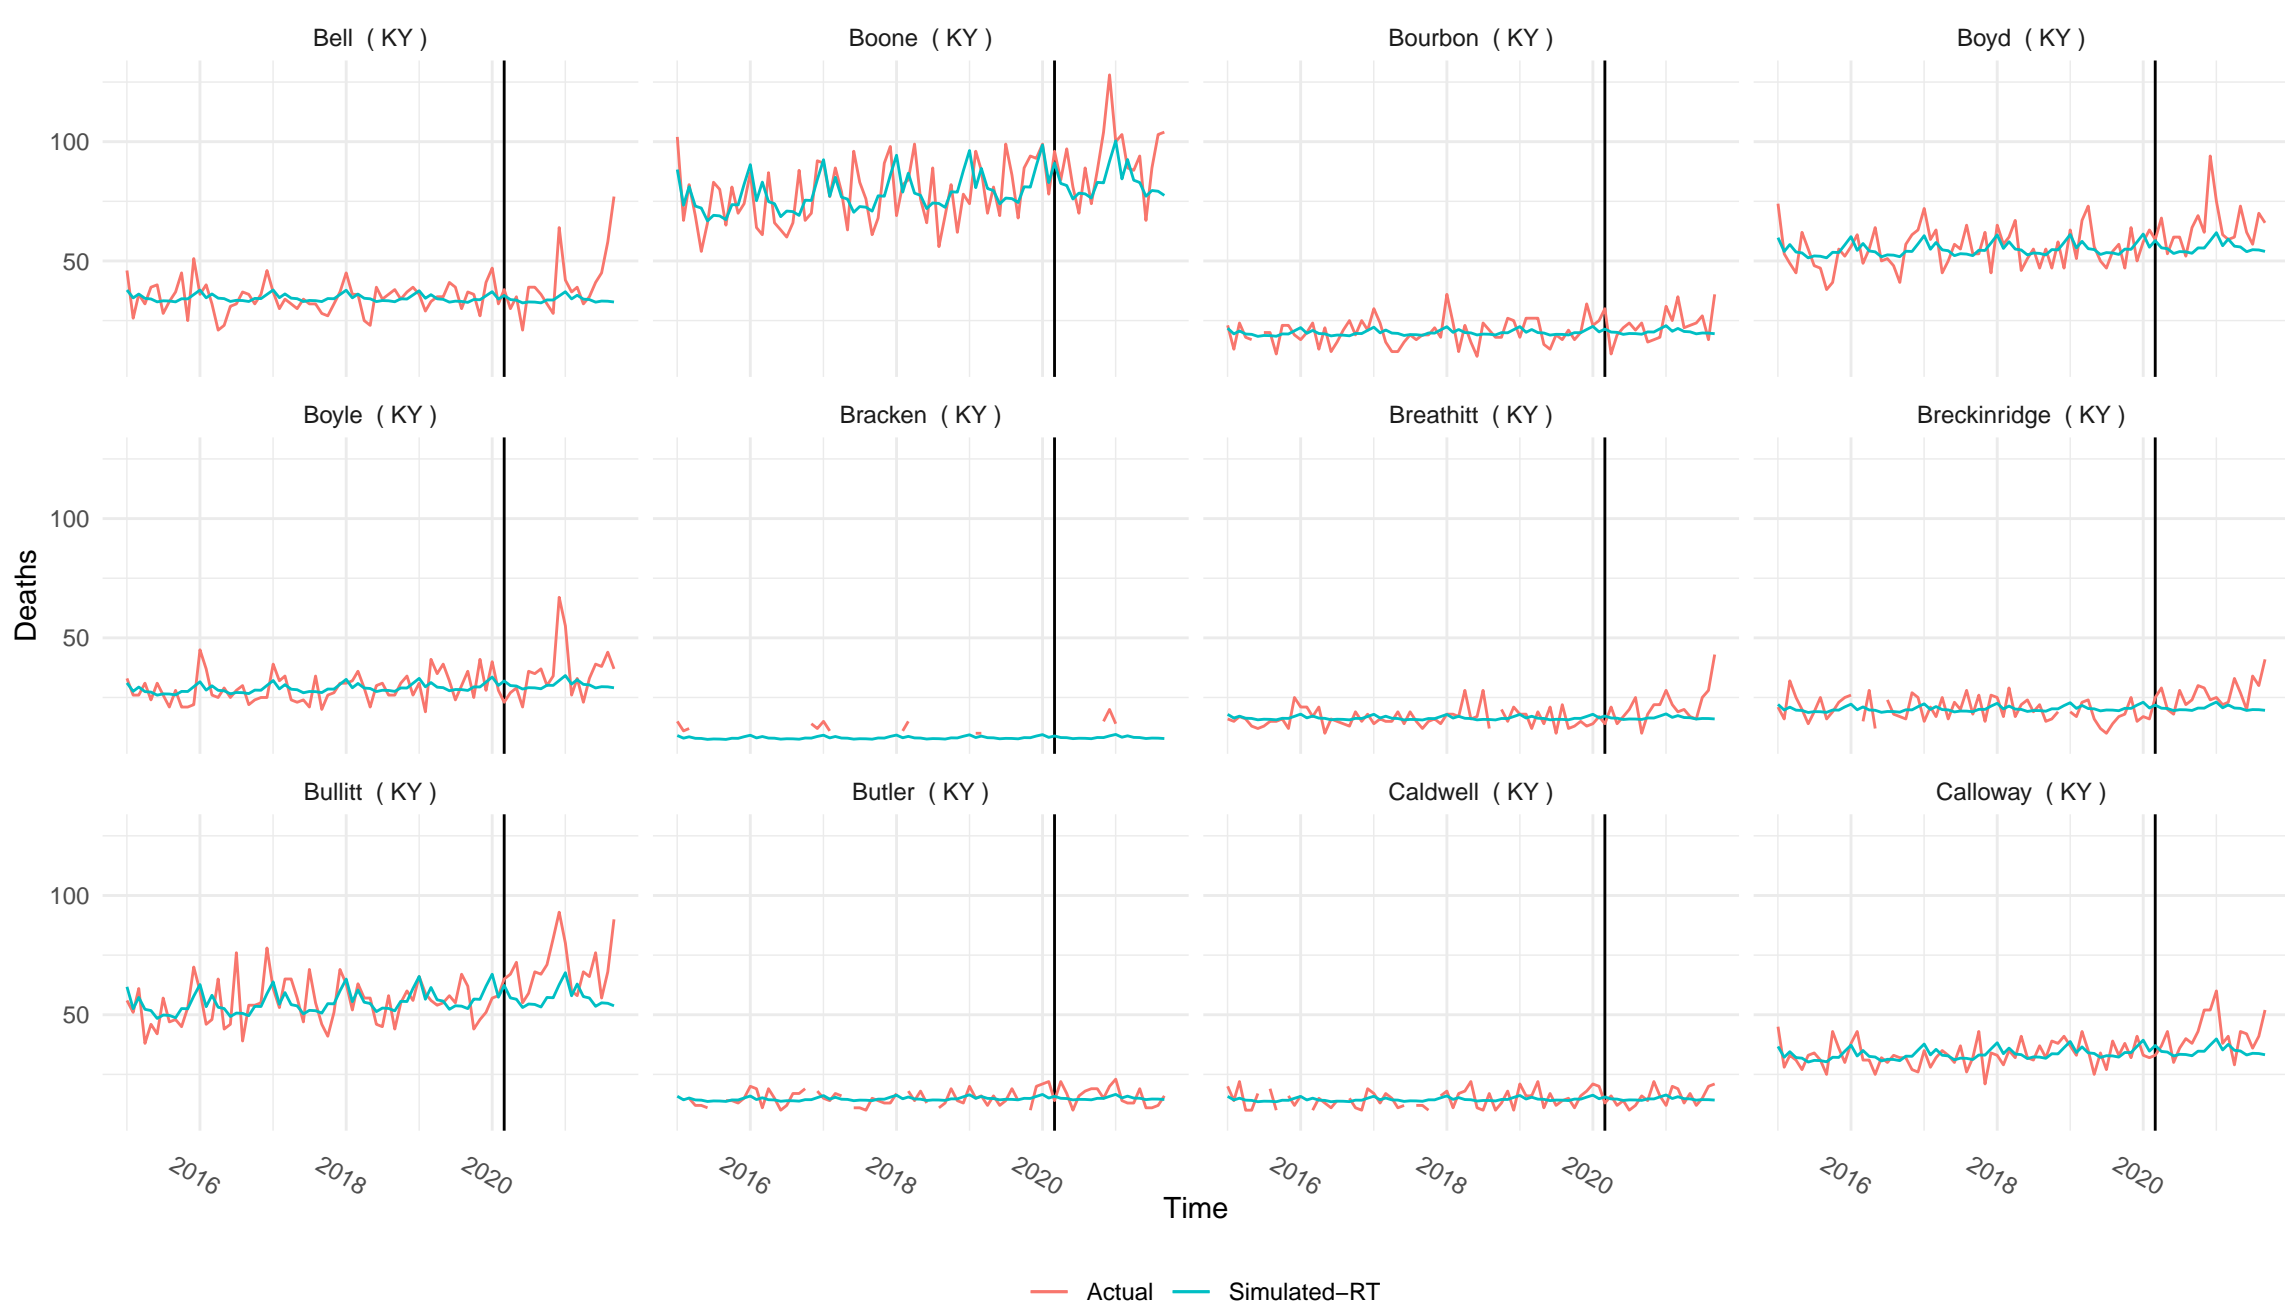 Bell ( KY )
Boone ( KY )
Bourbon ( KY )
Boyd ( KY )
100
50
Boyle ( KY )
Bracken ( KY )
Breathitt ( KY )
Breckinridge ( KY )
100
50
Deaths
Bullitt ( KY )
Butler ( KY )
Caldwell ( KY )
Calloway ( KY )
100
50
2016
2018
2020
2016
2018
2020
2016
2018
2020
2016
2018
2020
Time
Actual
Simulated−RT